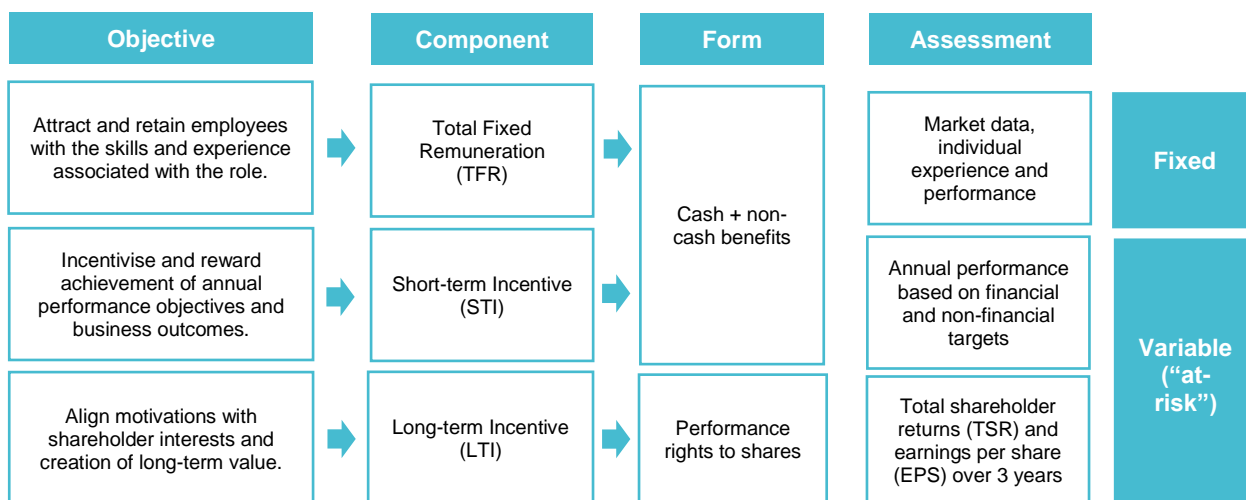 Objective
Component
Form
Assessment
Attract and retain employees
with the skills and experience
associated with the role.
Total Fixed
Remuneration
(TFR)
Cash + non-
cash benefits
Market data,
individual
experience and
performance
Fixed
Incentivise and reward
achievement of annual
performance objectives and
business outcomes.
Short-term Incentive
(STI)
Annual performance
based on financial
and non-financial
targets
Variable
(“at-
risk”)
Align motivations with
shareholder interests and
creation of long-term value.
Long-term Incentive
(LTI)
Performance
rights to shares
Total shareholder
returns (TSR) and
earnings per share
(EPS) over 3 years